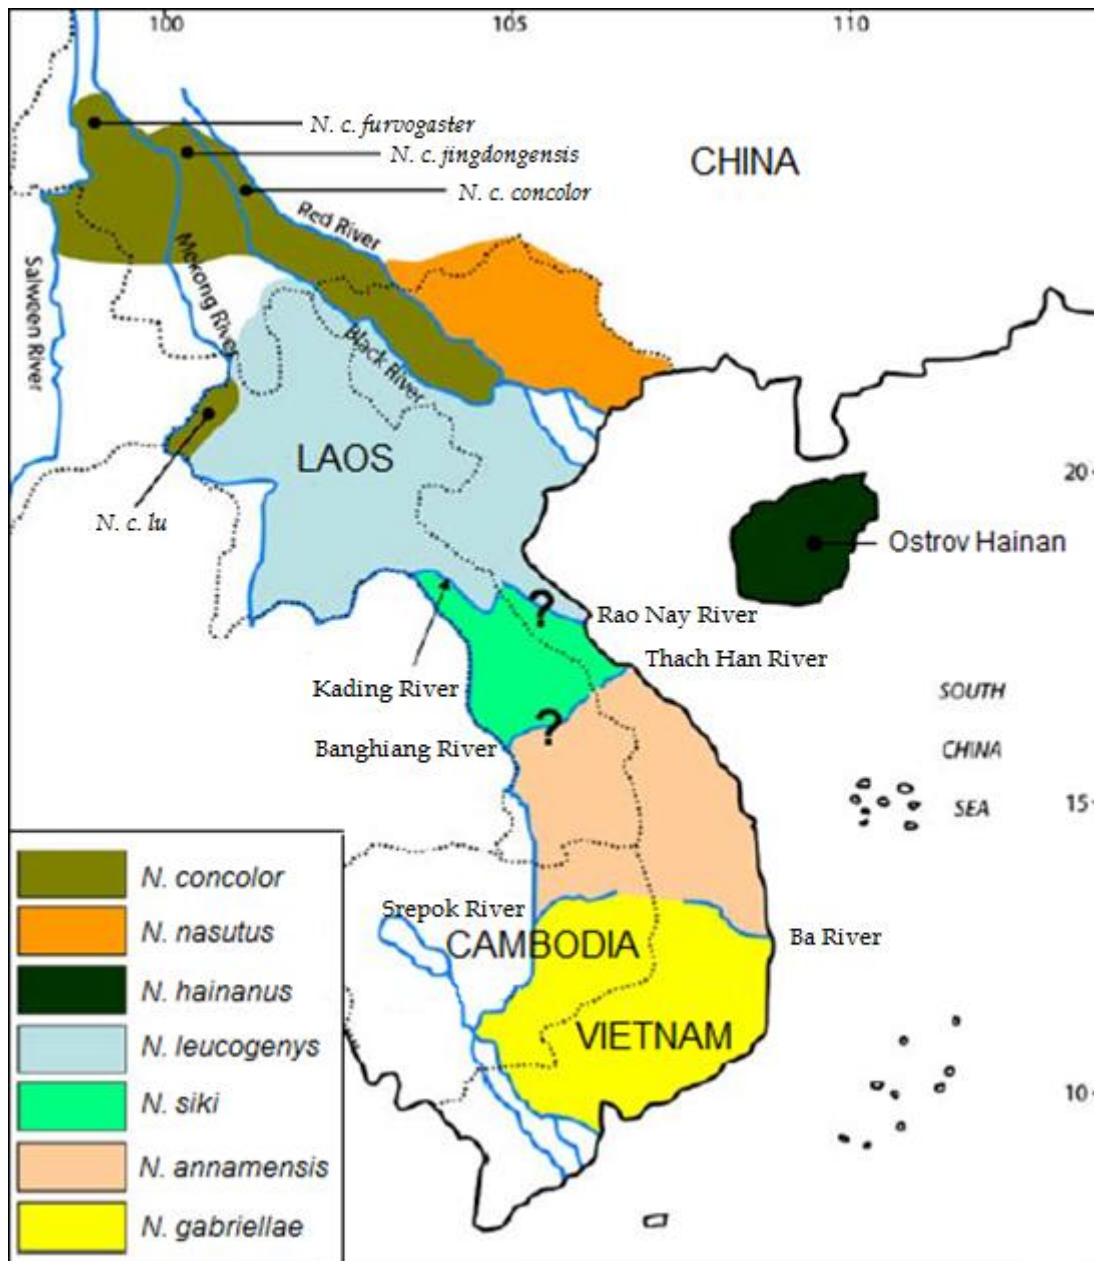 100 105 110
N. c. furvogaster
N. c. jingdongensis
CHINA
N. c. concolor
Red River
Mekong River
Salween River
Black River
LAOS
20
N. c. lu
Ostrov Hainan
?
Rao Nay River
Thach Han River
Kading River
SOUTH
?
Banghiang River
CHINA
SEA
15
N. concolor
Srepok River
N. nasutus
CAMBODIA
Ba River
N. hainanus
VIETNAM
N. leucogenys
N. siki
10
N. annamensis
N. gabriellae